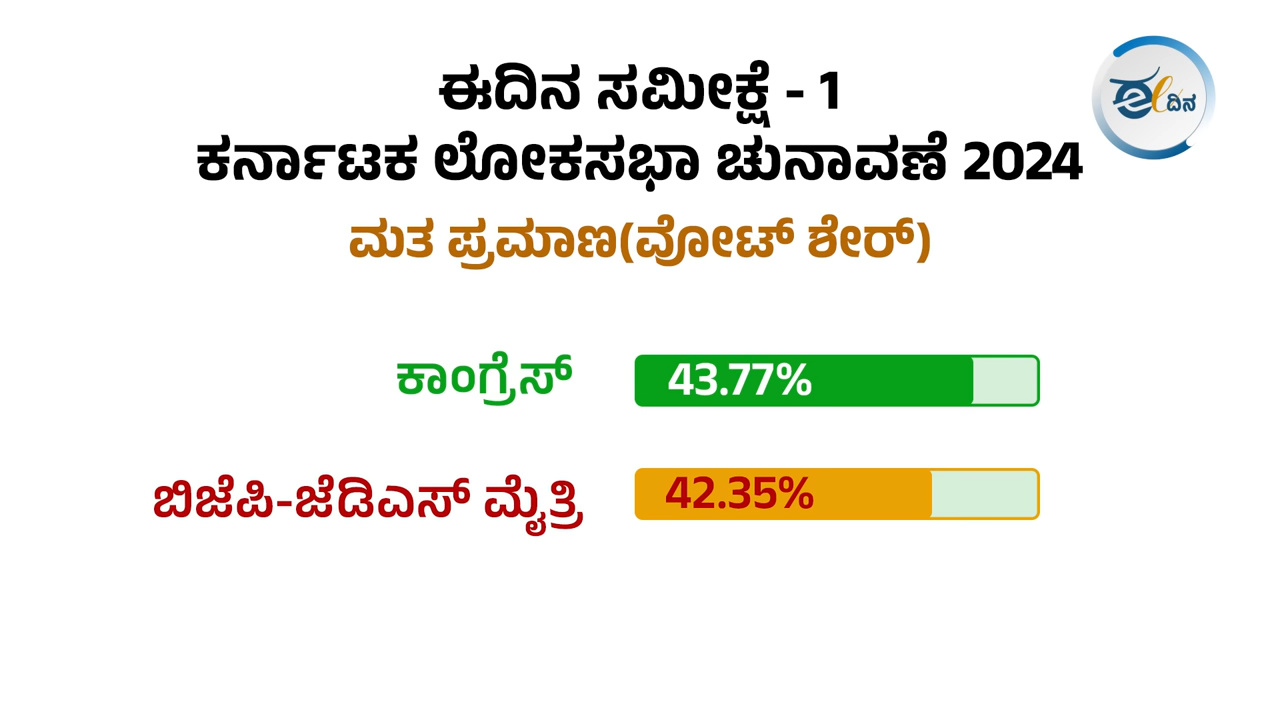 ಈದಿನ ಸಮೀಕ್ಷೆ - 1
ಕರ್ನಾಟಕ ಲೋಕಸಭಾ ಚುನಾವಣೆ 2024
ಮತ ಪ್ರಮಾಣ(ವೋಟ್ ಶೇರ್)
ಕಾಂಗ್ರೆಸ್ 43.77%
ಬಿಜೆಪಿ-ಜೆಡಿಎಸ್ ಮೈತ್ರಿ 42.35%
ದಿನ